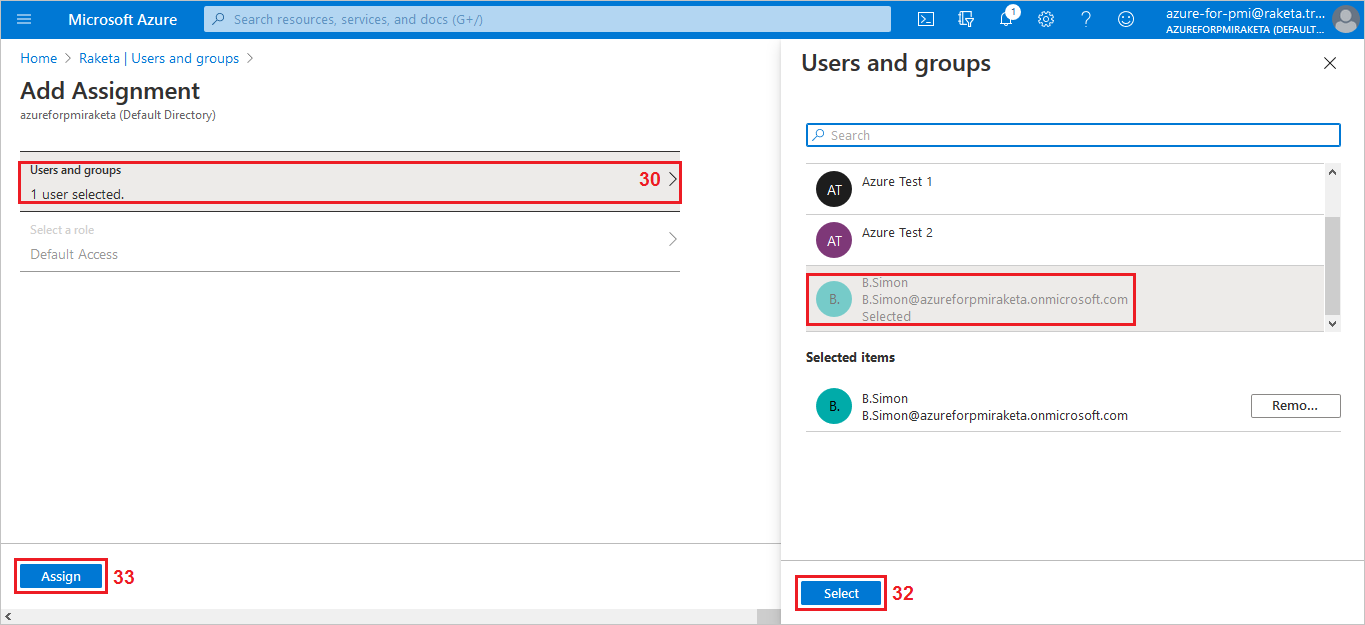 Microsoft Azure
Search resources, services, and docs (G+/)
1
azure-for-pmi@raketa.tr...
AZUREFORPMIRAKETA (DEFAULT...
Home > Raketa | Users and groups >
Add Assignment
azureforpmiraketa (Default Directory)
Users and groups
1 user selected.
30
Select a role
Default Access
Assign
33
Users and groups
Search
AT
Azure Test 1
AT
Azure Test 2
B.
B.Simon
B.Simon@azureforpmiraketa.onmicrosoft.com
Selected
Selected items
B.
B.Simon
B.Simon@azureforpmiraketa.onmicrosoft.com
Remo...
Select
32